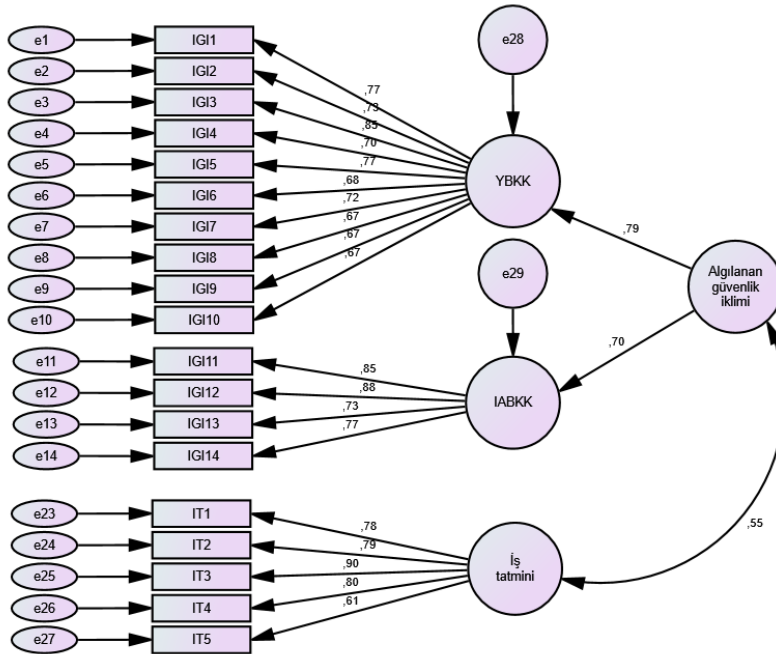 e1
IGI1
e2
IGI2
e3
IGI3
e4
IGI4
e5
IGI5
e6
IGI6
e7
IGI7
e8
IGI8
e9
IGI9
e10
IGI10
,77
,73
,85
,70
,77
,68
,72
,67
,67
,67
e28
YBKK
,79
e29
Algılanan
güvenlik
iklimi
,70
e11
IGI11
e12
IGI12
e13
IGI13
e14
IGI14
,85
,88
,73
,77
IABKK
e23
IT1
e24
IT2
e25
IT3
e26
IT4
e27
IT5
,78
,79
,90
,80
,61
İş
tatmini
,55